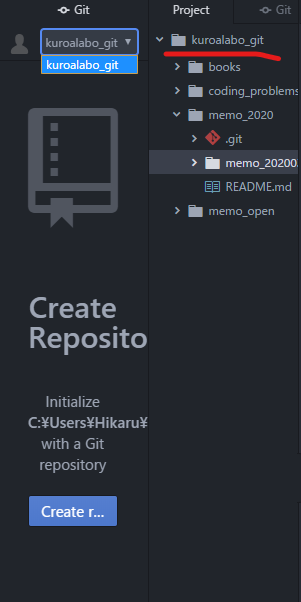 Git
kuroalabo_git
kuroalabo_git
Create
Reposito
Initialize
C:¥Users¥Hikaru¥
with a Git
repository
Create r...
Project
Git
kuroalabo_git
books
coding_problems
memo_2020
.git
memo_20200
README.md
memo_open